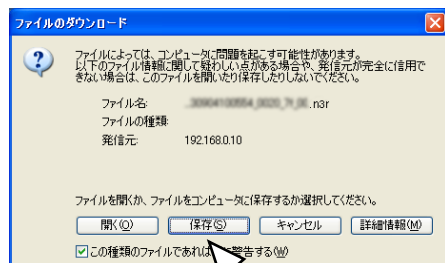 ファイルのダウンロード
ファイルによっては、コンピュータに問題を起こす可能性があります。
以下のファイル情報に関して疑わしい点がある場合や、発信元が完全に信用で
きない場合は、このファイルを開いたり保存したりしないでください。
ファイル名: .n3r
ファイルの種類:
発信元: 192.168.0.10
ファイルを開くか、ファイルをコンピュータに保存するか選択してください。
開く(O) 保存(S) キャンセル 詳細情報(M)
この種類のファイルであれば 警告する(W)